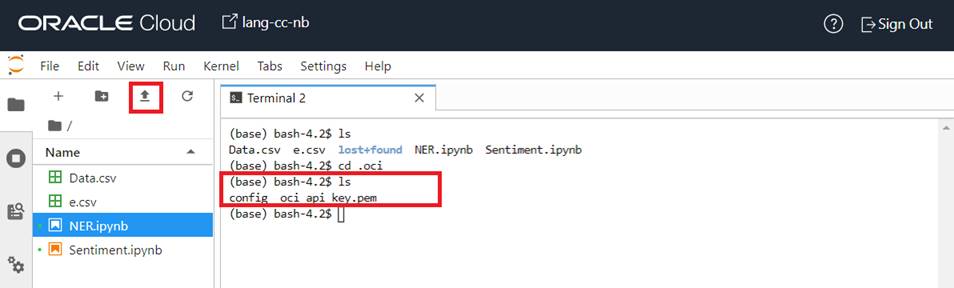 ORACLE Cloud lang-cc-nb ? Sign Out
File Edit View Run Kernel Tabs Settings Help
Terminal 2
/
Name
Data.csv
e.csv
NER.ipynb
Sentiment.ipynb
(base) bash-4.2$ ls
Data.csv e.csv lost+found NER.ipynb Sentiment.ipynb
(base) bash-4.2$ cd .oci
(base) bash-4.2$ ls
config oci api key.pem
(base) bash-4.2$